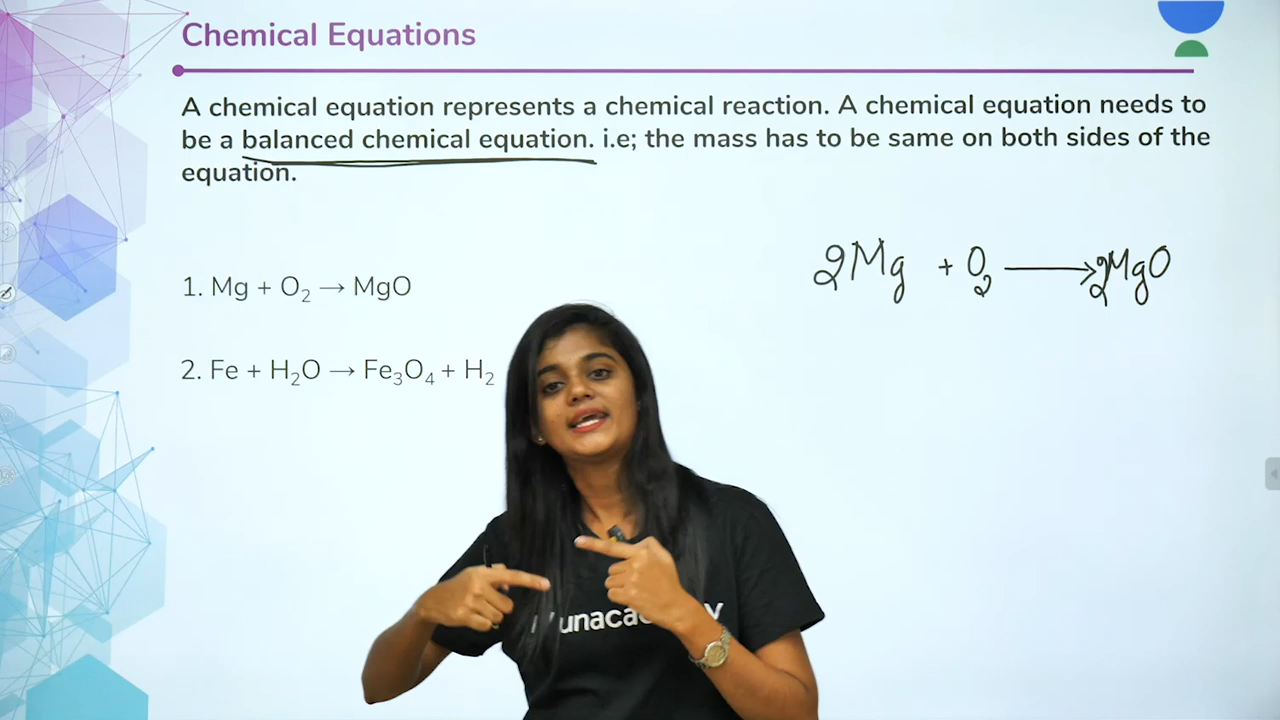 Chemical Equations
A chemical equation represents a chemical reaction. A chemical equation needs to
be a balanced chemical equation. i.e; the mass has to be same on both sides of the
equation.
2Mg + O₂ ⟶ 2MgO
1. Mg + O₂ → MgO
2. Fe + H₂O → Fe₃O₄ + H₂